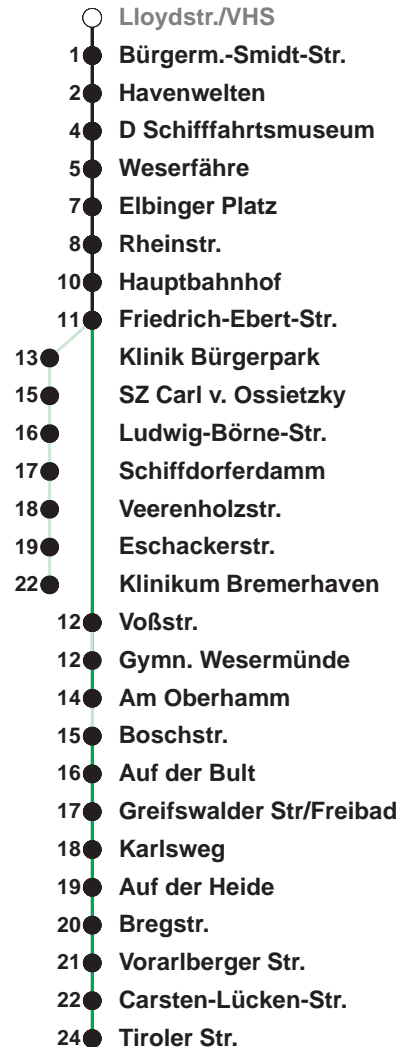 Lloydstr./VHS
1 Bürgerm.-Smidt-Str.
2 Havenwelten
4 D Schifffahrtsmuseum
5 Weserfähre
7 Elbinger Platz
8 Rheinstr.
10 Hauptbahnhof
11 Friedrich-Ebert-Str.
13 Klinik Bürgerpark
15 SZ Carl v. Ossietzky
16 Ludwig-Börne-Str.
17 Schiffdorferdamm
18 Veerenholzstr.
19 Eschackerstr.
22 Klinikum Bremerhaven
12 Voßstr.
12 Gymn. Wesermünde
14 Am Oberhamm
15 Boschstr.
16 Auf der Bult
17 Greifswalder Str/Freibad
18 Karlsweg
19 Auf der Heide
20 Bregstr.
21 Vorarlberger Str.
22 Carsten-Lücken-Str.
24 Tiroler Str.